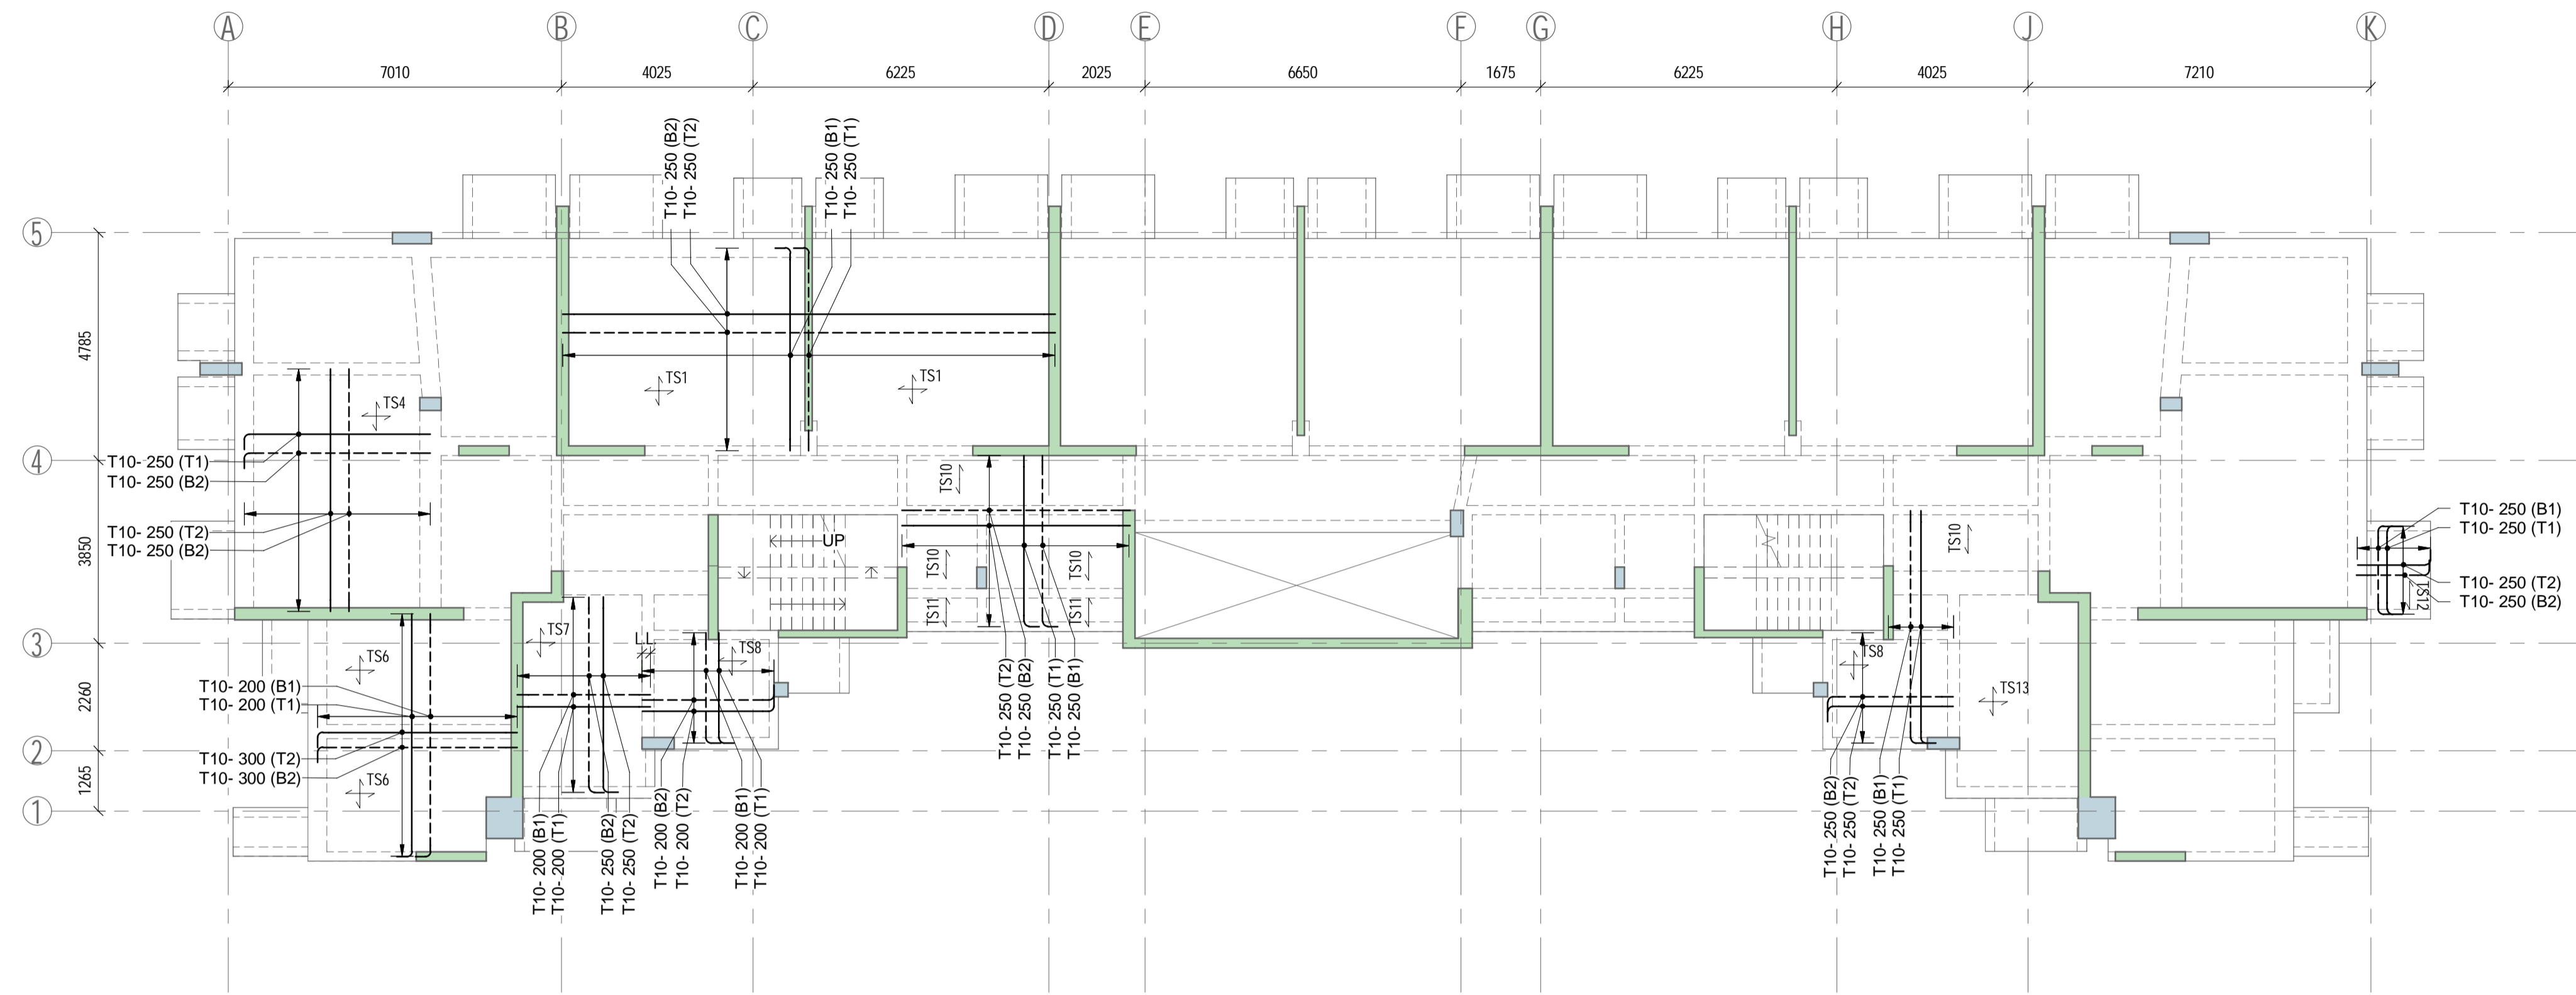 A
B
C
D
E
F
G
H
J
K
7010
4025
6225
2025
6650
1675
6225
4025
7210
T10- 250 (B2)
T10- 250 (T2)
T10- 250 (B1)
T10- 250 (T1)
5
4785
TS1
TS1
TS4
4
T10- 250 (T1)
T10- 250 (B2)
TS10
T10- 250 (T2)
T10- 250 (B2)
3850
UP
TS10
TS10
TS10
T10- 250 (B1)
T10- 250 (T1)
T10- 250 (T2)
T10- 250 (B2)
TS12
TS11
TS11
3
TS7
L.L.
TS8
TS8
TS6
2260
T10- 200 (B1)
T10- 200 (T1)
TS13
2
T10- 300 (T2)
T10- 300 (B2)
TS6
1265
1
T10- 250 (T2)
T10- 250 (B2)
T10- 250 (T1)
T10- 250 (B1)
T10- 200 (B1)
T10- 200 (T1)
T10- 250 (B2)
T10- 250 (T2)
T10- 200 (B2)
T10- 200 (T2)
T10- 200 (B1)
T10- 200 (T1)
T10- 250 (B2)
T10- 250 (T2)
T10- 250 (B1)
T10- 250 (T1)